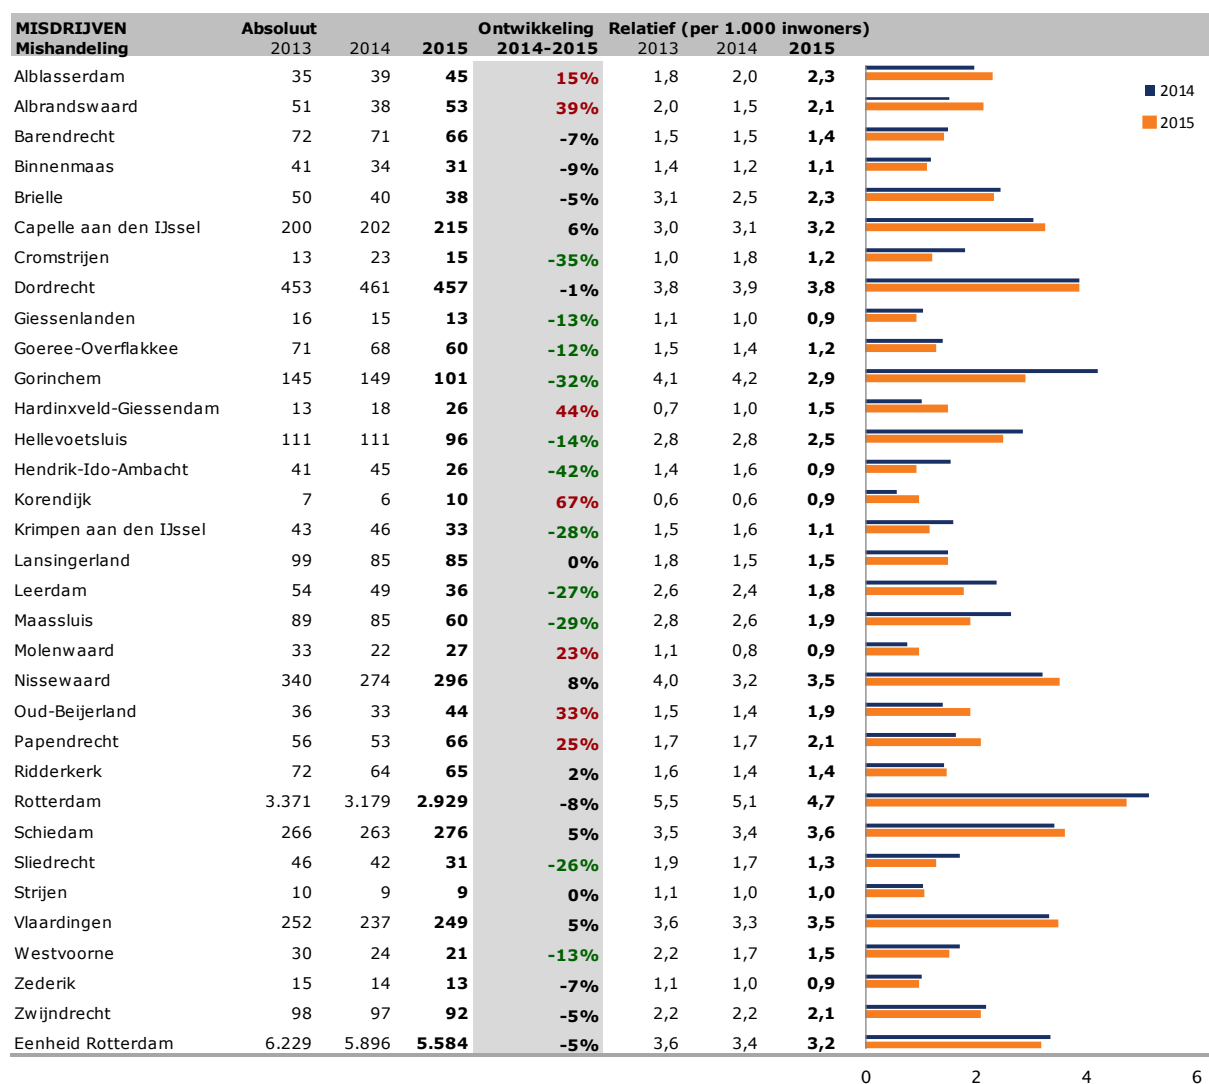 MISDRIJVEN Absoluut Ontwikkeling Relatief (per 1.000 inwoners)
Mishandeling 2013 2014 2015 2014-2015 2013 2014 2015
Alblasserdam 35 39 45 15% 1,8 2,0 2,3
2014
Albrandswaard 51 38 53 39% 2,0 1,5 2,1
2015
Barendrecht 72 71 66 -7% 1,5 1,5 1,4
Binnenmaas 41 34 31 -9% 1,4 1,2 1,1
Brielle 50 40 38 -5% 3,1 2,5 2,3
Capelle aan den IJssel 200 202 215 6% 3,0 3,1 3,2
Cromstrijen 13 23 15 -35% 1,0 1,8 1,2
Dordrecht 453 461 457 -1% 3,8 3,9 3,8
Giessenlanden 16 15 13 -13% 1,1 1,0 0,9
Goeree-Overflakkee 71 68 60 -12% 1,5 1,4 1,2
Gorinchem 145 149 101 -32% 4,1 4,2 2,9
Hardinxveld-Giessendam 13 18 26 44% 0,7 1,0 1,5
Hellevoetsluis 111 111 96 -14% 2,8 2,8 2,5
Hendrik-Ido-Ambacht 41 45 26 -42% 1,4 1,6 0,9
Korendijk 7 6 10 67% 0,6 0,6 0,9
Krimpen aan den IJssel 43 46 33 -28% 1,5 1,6 1,1
Lansingerland 99 85 85 0% 1,8 1,5 1,5
Leerdam 54 49 36 -27% 2,6 2,4 1,8
Maassluis 89 85 60 -29% 2,8 2,6 1,9
Molenwaard 33 22 27 23% 1,1 0,8 0,9
Nissewaard 340 274 296 8% 4,0 3,2 3,5
Oud-Beijerland 36 33 44 33% 1,5 1,4 1,9
Papendrecht 56 53 66 25% 1,7 1,7 2,1
Ridderkerk 72 64 65 2% 1,6 1,4 1,4
Rotterdam 3.371 3.179 2.929 -8% 5,5 5,1 4,7
Schiedam 266 263 276 5% 3,5 3,4 3,6
Sliedrecht 46 42 31 -26% 1,9 1,7 1,3
Strijen 10 9 9 0% 1,1 1,0 1,0
Vlaardingen 252 237 249 5% 3,6 3,3 3,5
Westvoorne 30 24 21 -13% 2,2 1,7 1,5
Zederik 15 14 13 -7% 1,1 1,0 0,9
Zwijndrecht 98 97 92 -5% 2,2 2,2 2,1
Eenheid Rotterdam 6.229 5.896 5.584 -5% 3,6 3,4 3,2
0 2 4 6